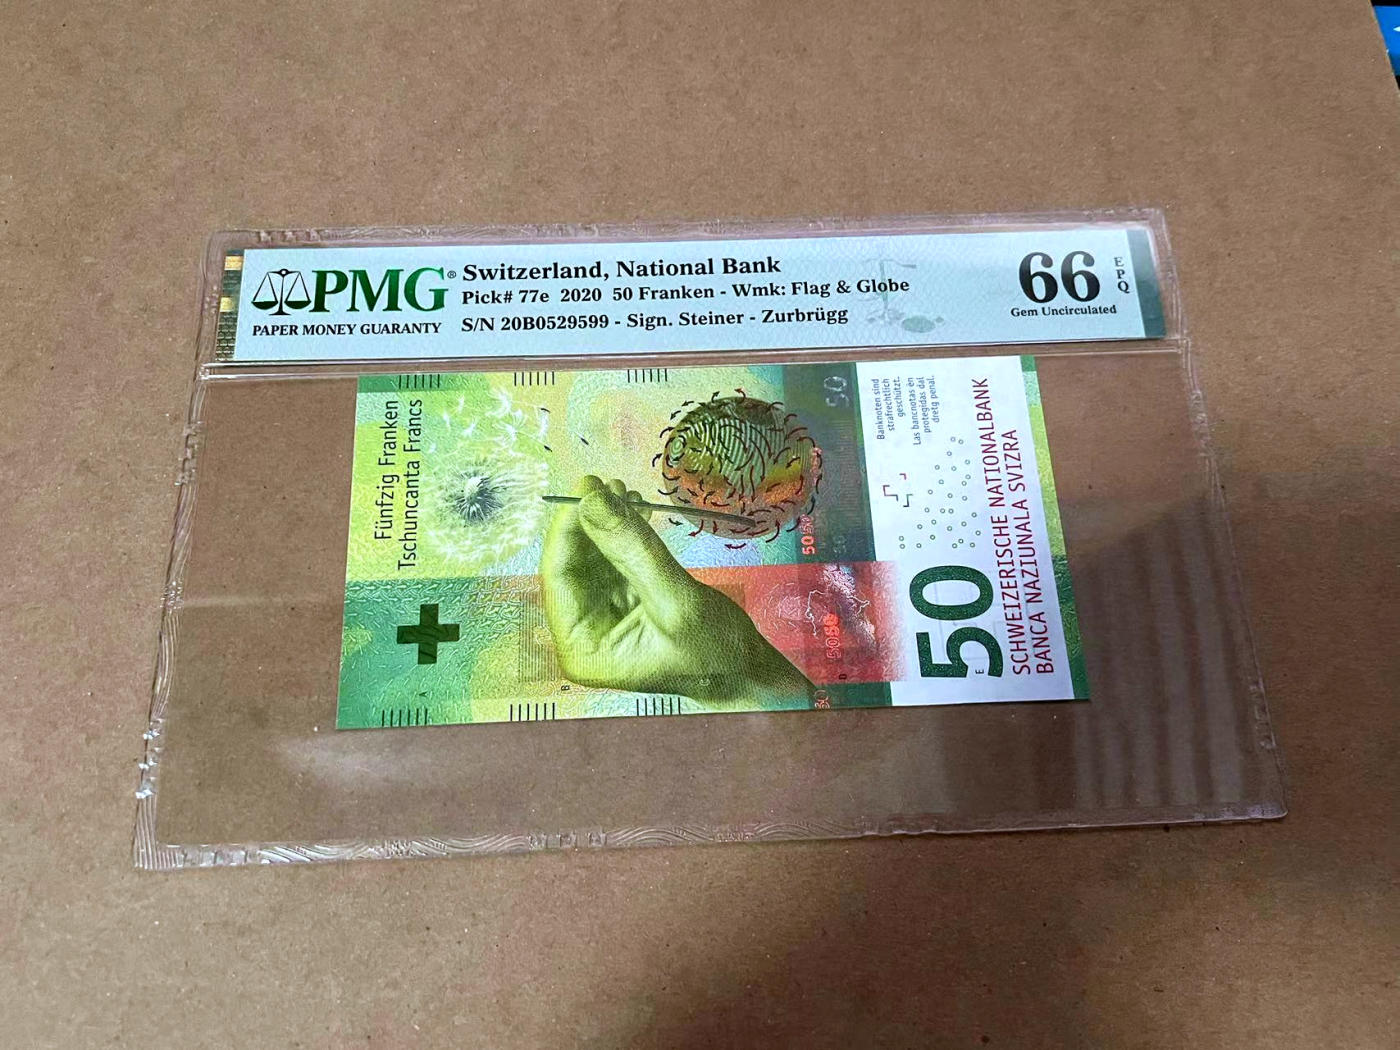 PMG®
PAPER MONEY GUARANTY
Switzerland, National Bank
Pick# 77e 2020 50 Franken - Wmk: Flag & Globe
S/N 20B0529599 - Sign. Steiner - Zurbrügg
66
EPQ
Gem Uncirculated
Fünfzig Franken
Tschuncanta Francs
50
Banknoten sind
strafrechtlich
geschützt.
Las bancnotas èn
protegidas dal
dretg penal.
50
SCHWEIZERISCHE NATIONALBANK
BANCA NAZIUNALA SVIZRA
5050
A
B
D
E